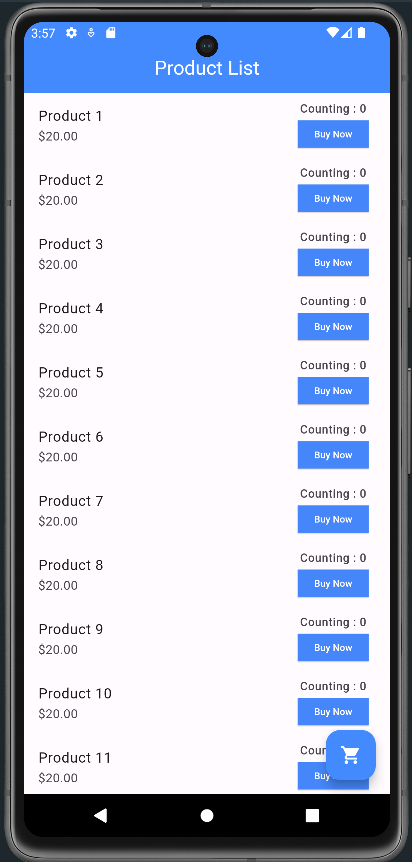 3:57
Product List
Product 1
Counting : 0
$20.00
Buy Now
Product 2
Counting : 0
$20.00
Buy Now
Product 3
Counting : 0
$20.00
Buy Now
Product 4
Counting : 0
$20.00
Buy Now
Product 5
Counting : 0
$20.00
Buy Now
Product 6
Counting : 0
$20.00
Buy Now
Product 7
Counting : 0
$20.00
Buy Now
Product 8
Counting : 0
$20.00
Buy Now
Product 9
Counting : 0
$20.00
Buy Now
Product 10
Counting : 0
$20.00
Buy Now
Product 11
$20.00